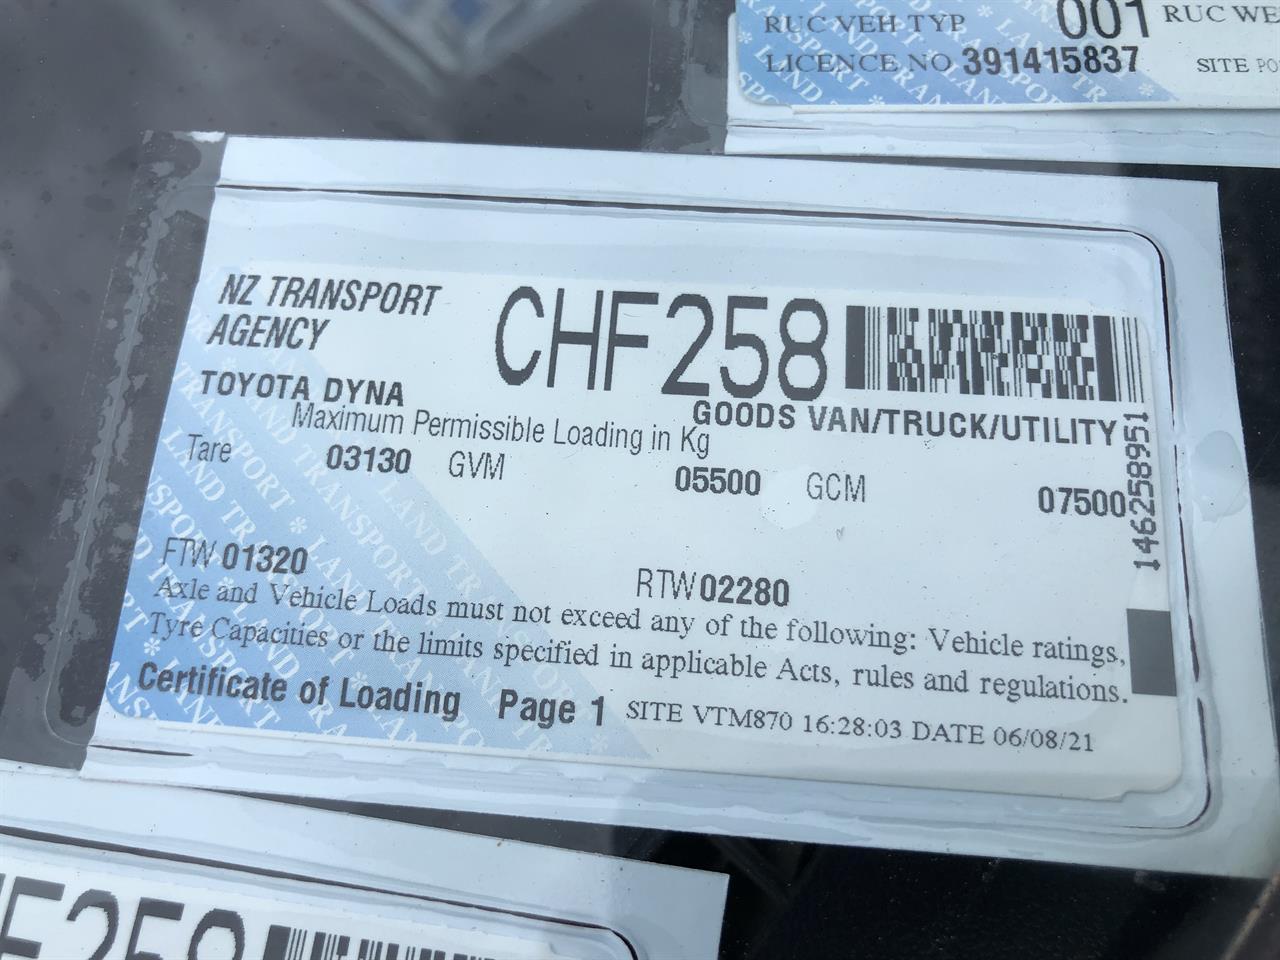 RUC VEH TYP 001 RUC WE
LICENCE NO 391415837 SITE PO
NZ TRANSPORT
AGENCY
CHF258
TOYOTA DYNA
GOODS VAN/TRUCK/UTILITY
Maximum Permissible Loading in Kg
Tare 03130 GVM 05500 GCM 07500
146258951
FTW 01320 RTW 02280
Axle and Vehicle Loads must not exceed any of the following: Vehicle ratings,
Tyre Capacities or the limits specified in applicable Acts, rules and regulations.
Certificate of Loading Page 1 SITE VTM870 16:28:03 DATE 06/08/21
F258